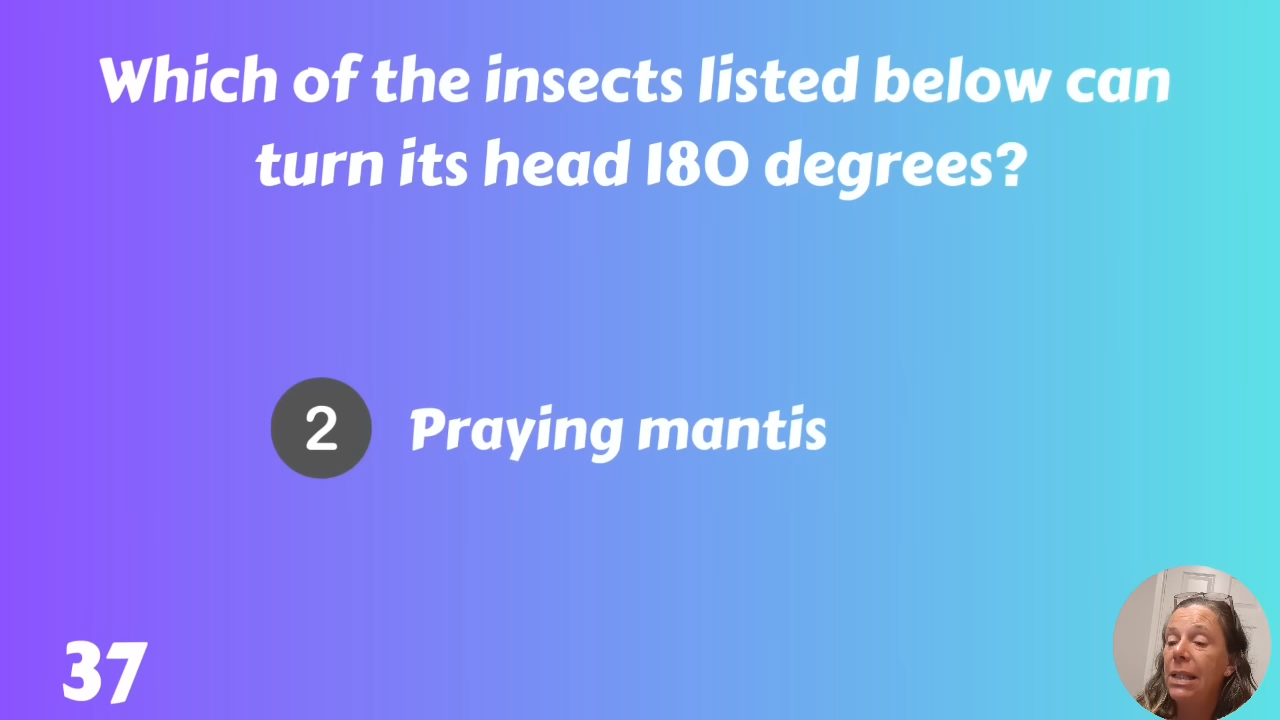 Which of the insects listed below can
turn its head 180 degrees?
2 Praying mantis
37